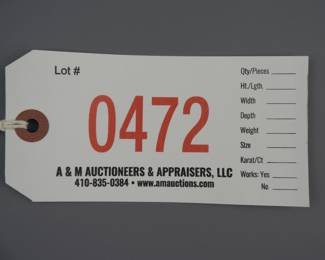 Lot #
0472
A & M AUCTIONEERS & APPRAISERS, LLC
410-835-0384 • www.amauctions.com
Qty/Pieces
Ht./Lgth.
Width
Depth
Weight
Size
Karat/Ct
Works: Yes
No